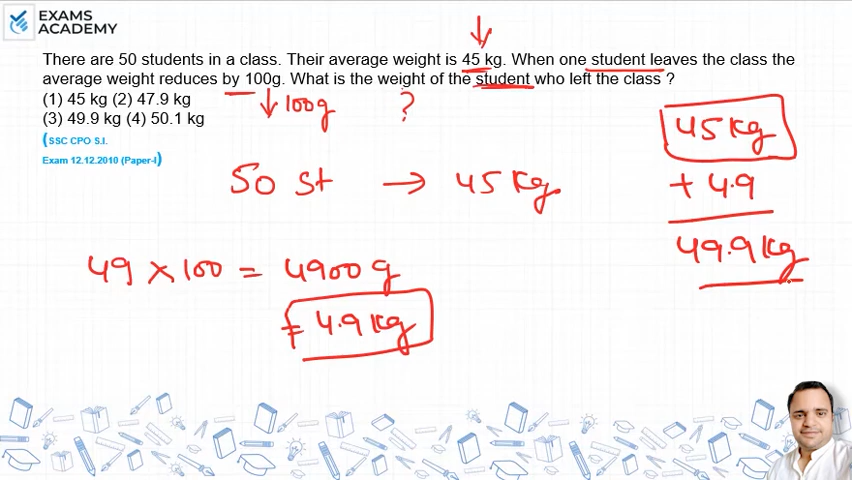 EXAMS
ACADEMY
There are 50 students in a class. Their average weight is 45 kg. When one student leaves the class the
average weight reduces by 100g. What is the weight of the student who left the class ?
(1) 45 kg (2) 47.9 kg
(3) 49.9 kg (4) 50.1 kg
(SSC CPO S.I.
Exam 12.12.2010 (Paper-I)
↓ 100g ?
50 st → 45 kg
49 × 100 = 4900 g
= 4.9 kg
45 kg
+ 4.9
49.9 kg